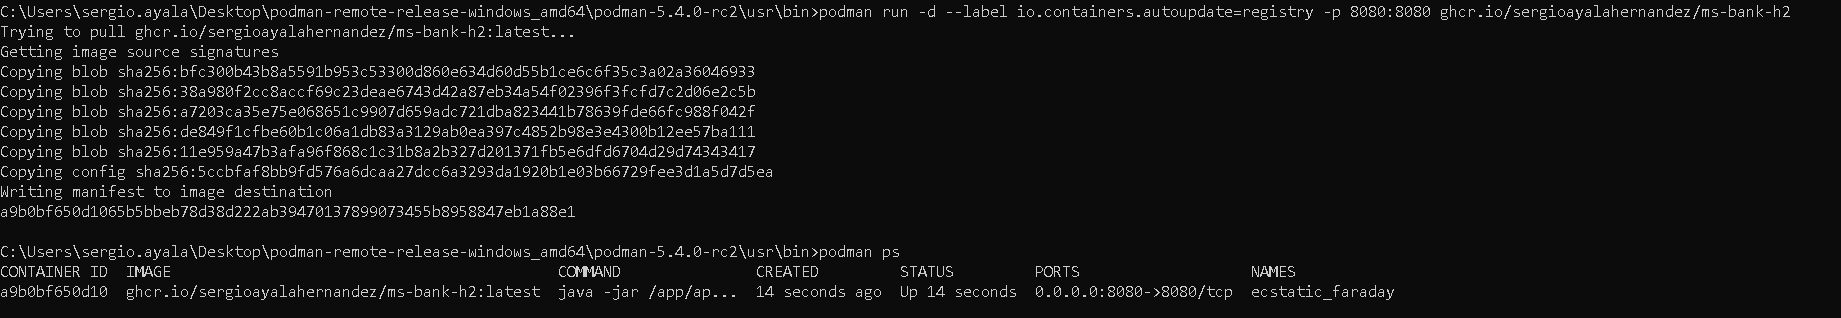 C:\Users\sergio.ayala\Desktop\podman-remote-release-windows_amd64\podman-5.4.0-rc2\usr\bin>podman run -d --label io.containers.autoupdate=registry -p 8080:8080 ghcr.io/sergioayalahernandez/ms-bank-h2
Trying to pull ghcr.io/sergioayalahernandez/ms-bank-h2:latest...
Getting image source signatures
Copying blob sha256:bfc300b43b8a5591b953c53300d860e634d60d55b1ce6c6f35c3a02a36046933
Copying blob sha256:38a980f2cc8accf69c23deae6743d42a87eb34a54f02396f3fcfd7c2d06e2c5b
Copying blob sha256:a7203ca35e75e068651c9907d659adc721dba823441b78639fde66fc988f042f
Copying blob sha256:de849f1cfbe60b1c06a1db83a3129ab0ea397c4852b98e3e4300b12ee57ba111
Copying blob sha256:11e959a47b3afa96f868c1c31b8a2b327d201371fb5e6dfd6704d29d74343417
Copying config sha256:5ccbfaf8bb9fd576a6dcaa27dcc6a3293da1920b1e03b66729fee3d1a5d7d5ea
Writing manifest to image destination
a9b0bf650d1065b5bbeb78d38d222ab39470137899073455b8958847eb1a88e1
C:\Users\sergio.ayala\Desktop\podman-remote-release-windows_amd64\podman-5.4.0-rc2\usr\bin>podman ps
CONTAINER ID  IMAGE  COMMAND  CREATED  STATUS  PORTS  NAMES
a9b0bf650d10  ghcr.io/sergioayalahernandez/ms-bank-h2:latest  java -jar /app/ap...  14 seconds ago  Up 14 seconds  0.0.0.0:8080->8080/tcp  ecstatic_faraday